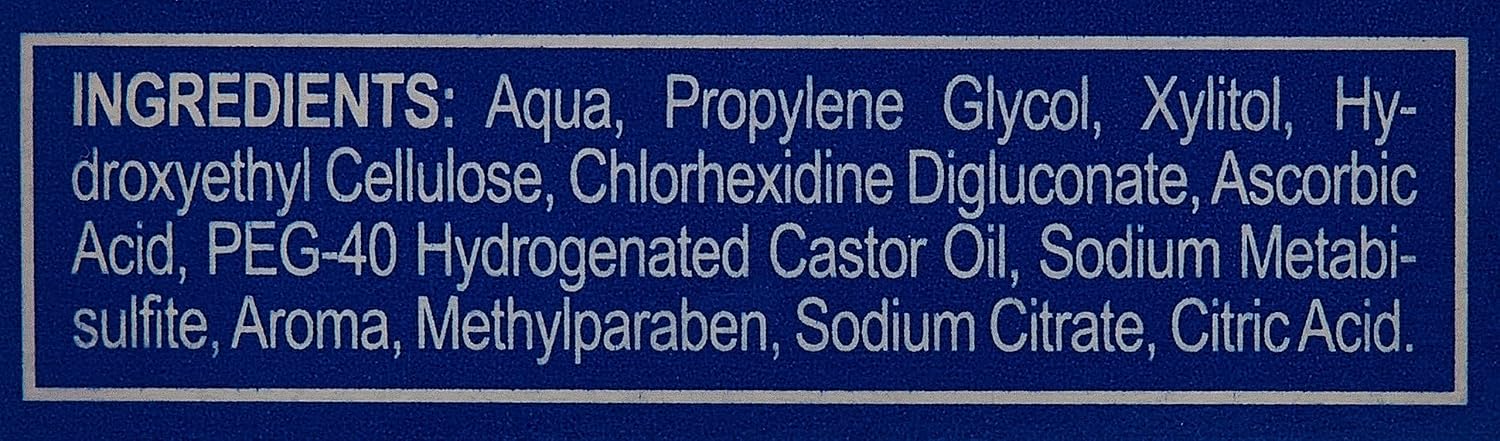 INGREDIENTS: Aqua, Propylene Glycol, Xylitol, Hy-
droxyethyl Cellulose, Chlorhexidine Digluconate, Ascorbic
Acid, PEG-40 Hydrogenated Castor Oil, Sodium Metabi-
sulfite, Aroma, Methylparaben, Sodium Citrate, Citric Acid.